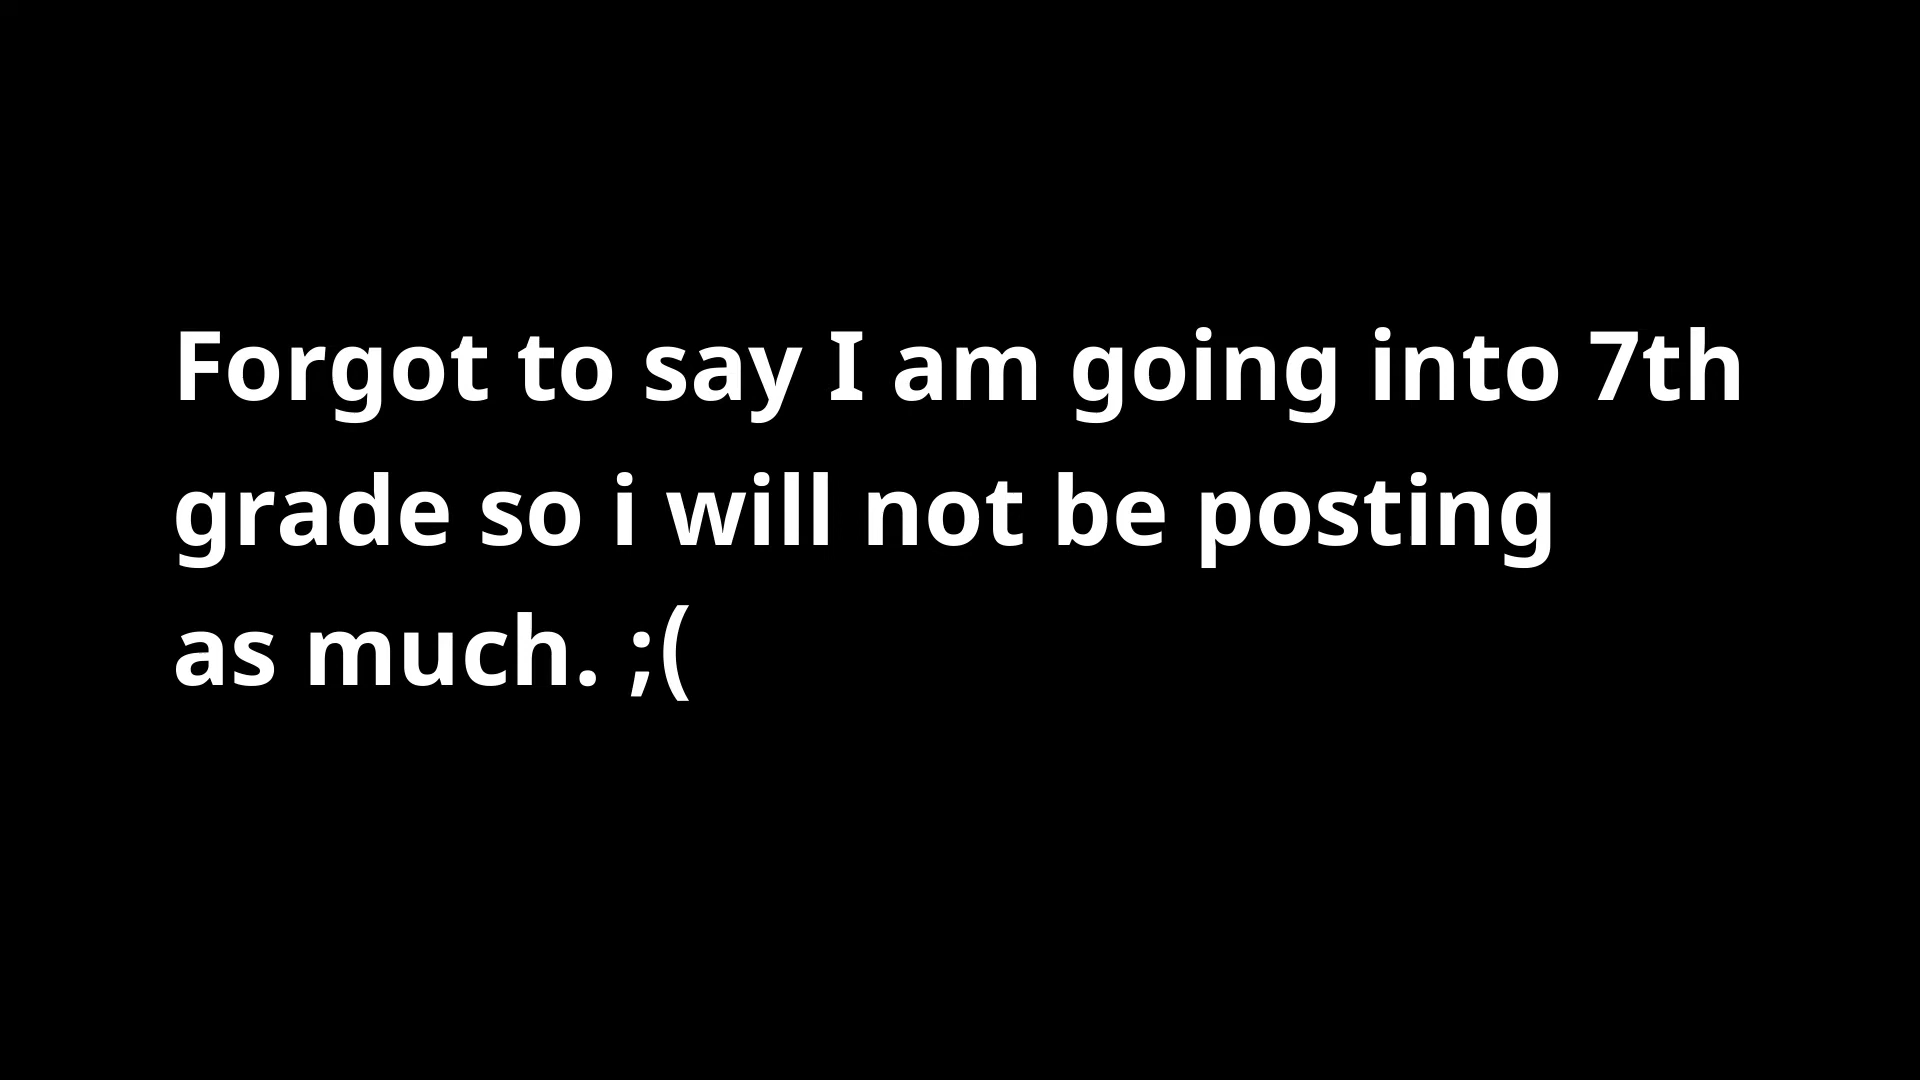 Forgot to say I am going into 7th
grade so i will not be posting
as much. ;(